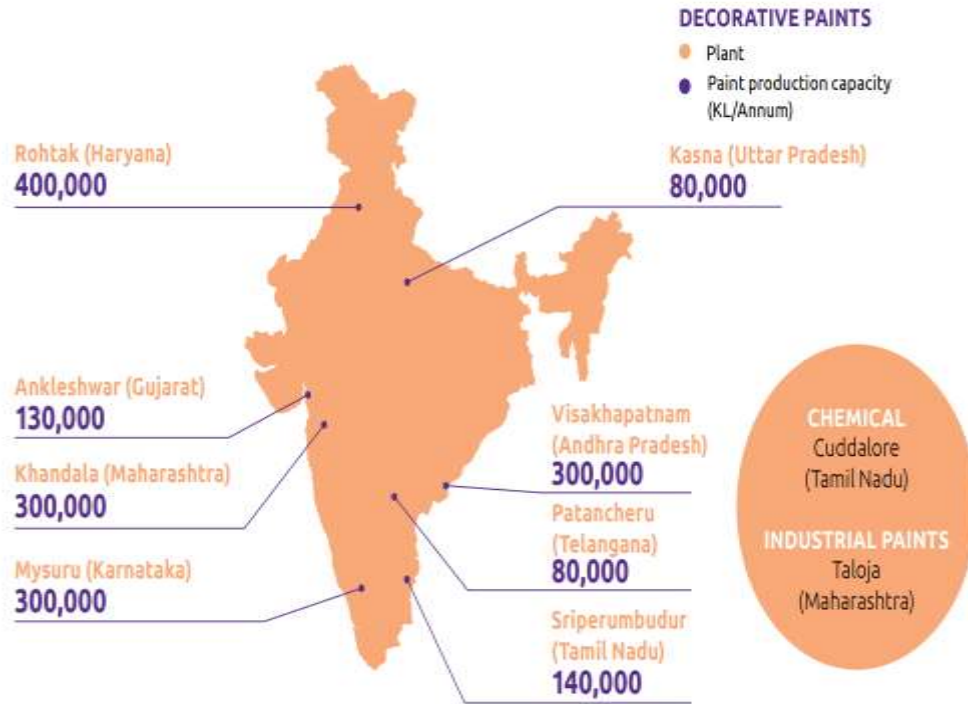 DECORATIVE PAINTS
Plant
Paint production capacity
(KL/Annum)
Rohtak (Haryana)
400,000
Kasna (Uttar Pradesh)
80,000
Ankleshwar (Gujarat)
130,000
Khandala (Maharashtra)
300,000
Mysuru (Karnataka)
300,000
Visakhapatnam
(Andhra Pradesh)
300,000
Patancheru
(Telangana)
80,000
Sriperumbudur
(Tamil Nadu)
140,000
CHEMICAL
Cuddalore
(Tamil Nadu)
INDUSTRIAL PAINTS
Taloja
(Maharashtra)